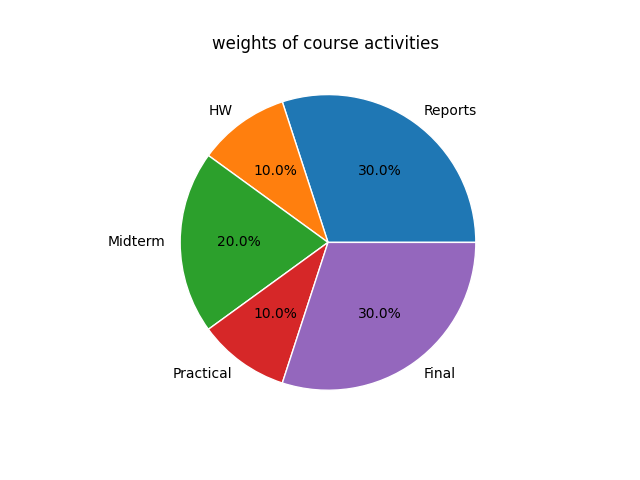 weights of course activities
HW
Reports
10.0%
30.0%
Midterm
20.0%
10.0%
30.0%
Practical
Final